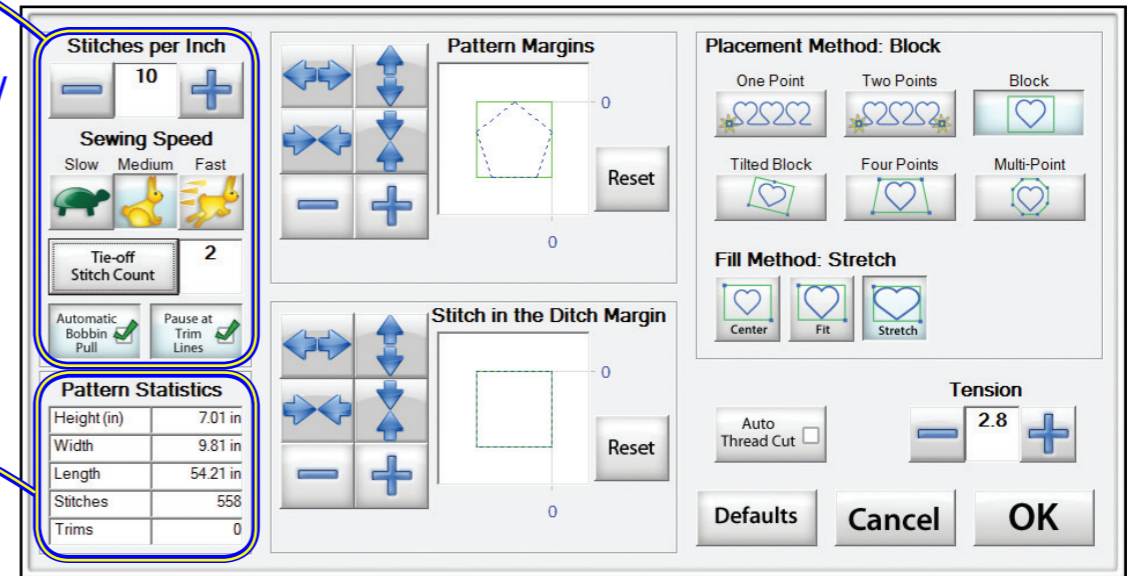 Stitches per Inch
10
Sewing Speed
Slow Medium Fast
Tie-off
Stitch Count
2
Automatic
Bobbin
Pull
Pause at
Trim
Lines
Pattern Statistics
Height (in) 7.01 in
Width 9.81 in
Length 54.21 in
Stitches 558
Trims 0
Pattern Margins
0
0
Reset
Stitch in the Ditch Margin
0
0
Reset
Placement Method: Block
One Point Two Points Block
Tilted Block Four Points Multi-Point
Fill Method: Stretch
Center Fit Stretch
Auto
Thread Cut
Tension
2.8
Defaults Cancel OK